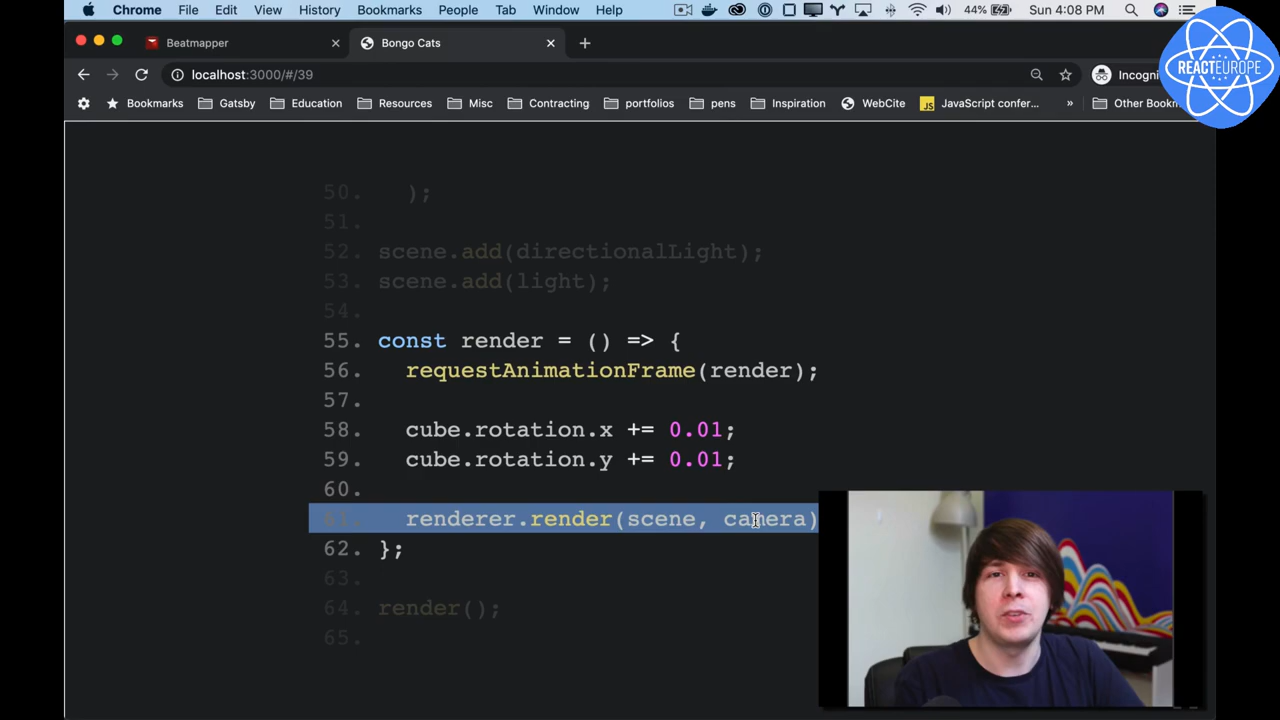 Chrome File Edit View History Bookmarks People Tab Window Help 44% Sun 4:08 PM
Beatmapper Bongo Cats
localhost:3000/#/39 Incogni
Bookmarks Gatsby Education Resources Misc Contracting portfolios pens Inspiration WebCite JS JavaScript confer... » Other Bookm
REACTEUROPE
50. );
51.
52. scene.add(directionalLight);
53. scene.add(light);
54.
55. const render = () => {
56. requestAnimationFrame(render);
57.
58. cube.rotation.x += 0.01;
59. cube.rotation.y += 0.01;
60.
61. renderer.render(scene, camera)
62. };
63.
64. render();
65.